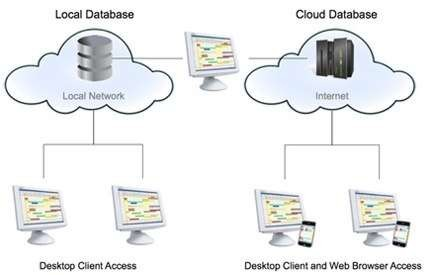 Local Database
Cloud Database
Local Network
Internet
Desktop Client Access
Desktop Client and Web Browser Access